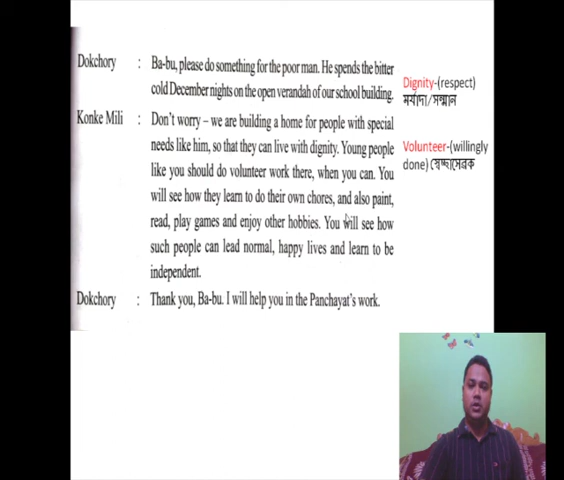 Dokchory : Ba-bu, please do something for the poor man. He spends the bitter
cold December nights on the open verandah of our school building.
Konke Mili : Don't worry – we are building a home for people with special
needs like him, so that they can live with dignity. Young people
like you should do volunteer work there, when you can. You
will see how they learn to do their own chores, and also paint,
read, play games and enjoy other hobbies. You will see how
such people can lead normal, happy lives and learn to be
independent.
Dokchory : Thank you, Ba-bu. I will help you in the Panchayat's work.
Dignity-(respect)
মৰ্যাদা/সন্মান
Volunteer-(willingly
done) স্বেচ্ছাসেৱক